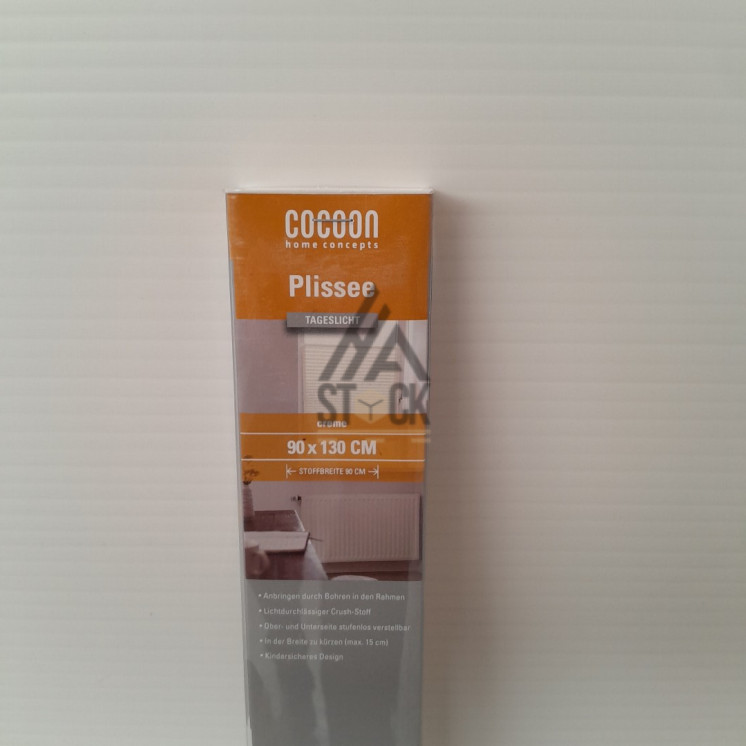 COCOON
home concepts
Plissee
TAGESLICHT
STOCK
creme
90 x 130 CM
STOFFBREITE 90 CM
• Anbringen durch Bohren in den Rahmen
• Lichtdurchlässiger Crush-Stoff
• Ober- und Unterseite stufenlos verstellbar
• In der Breite zu kürzen (max. 15 cm)
• Kindersicheres Design